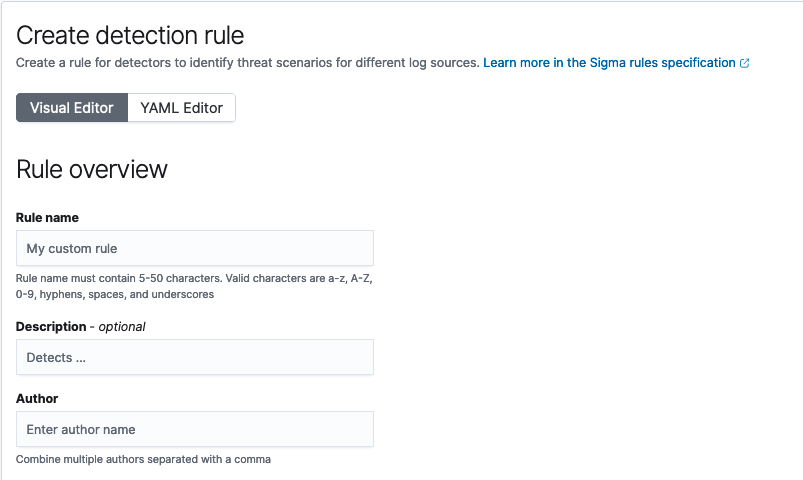 Create detection rule
Create a rule for detectors to identify threat scenarios for different log sources. Learn more in the Sigma rules specification
Visual Editor YAML Editor
Rule overview
Rule name
My custom rule
Rule name must contain 5-50 characters. Valid characters are a-z, A-Z,
0-9, hyphens, spaces, and underscores
Description - optional
Detects ...
Author
Enter author name
Combine multiple authors separated with a comma